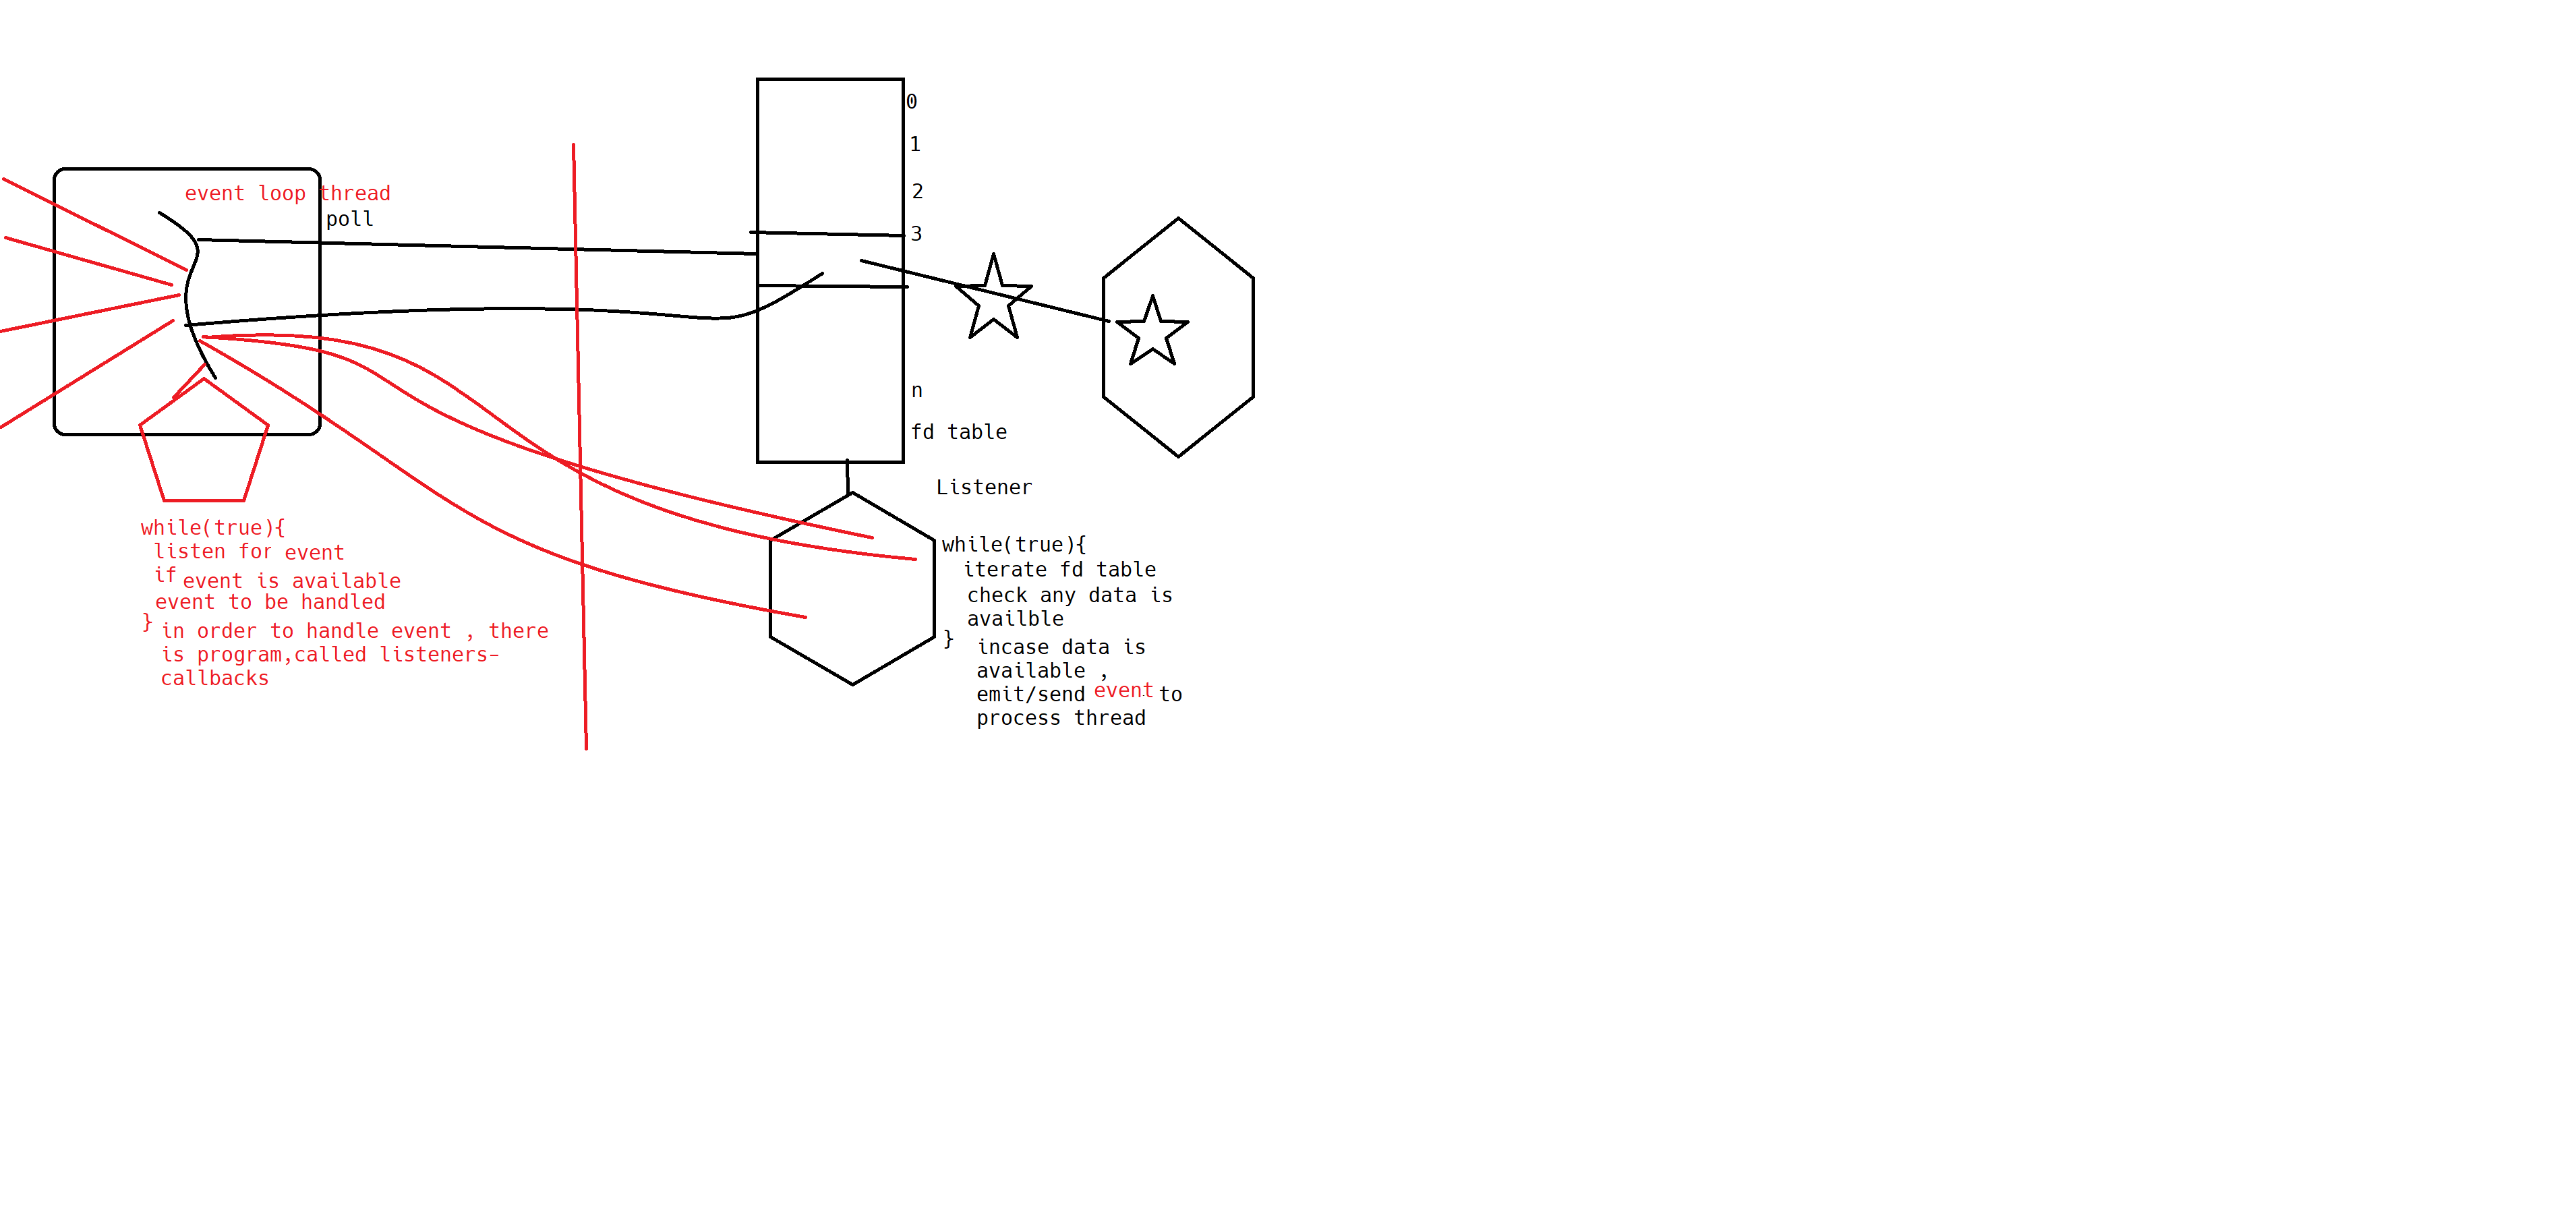 event loop thread
poll
while(true){
listen for event
if event is available
event to be handled
}
in order to handle event , there
is program,called listeners-
callbacks
0
1
2
3
n
fd table
Listener
while(true){
iterate fd table
check any data is
availble
}
incase data is
available ,
emit/send event to
process thread